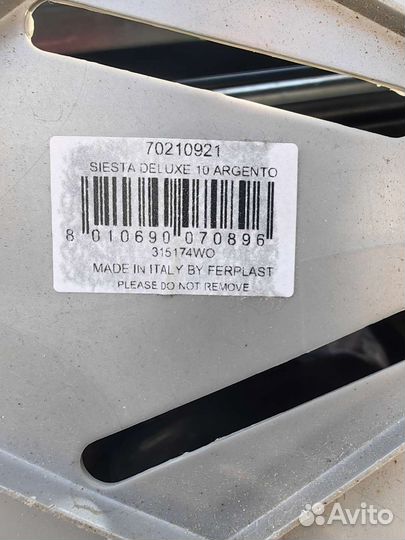 70210921
SIESTA DELUXE 10 ARGENTO
8 010690 070896
315174WO
MADE IN ITALY BY FERPLAST
PLEASE DO NOT REMOVE
Avito